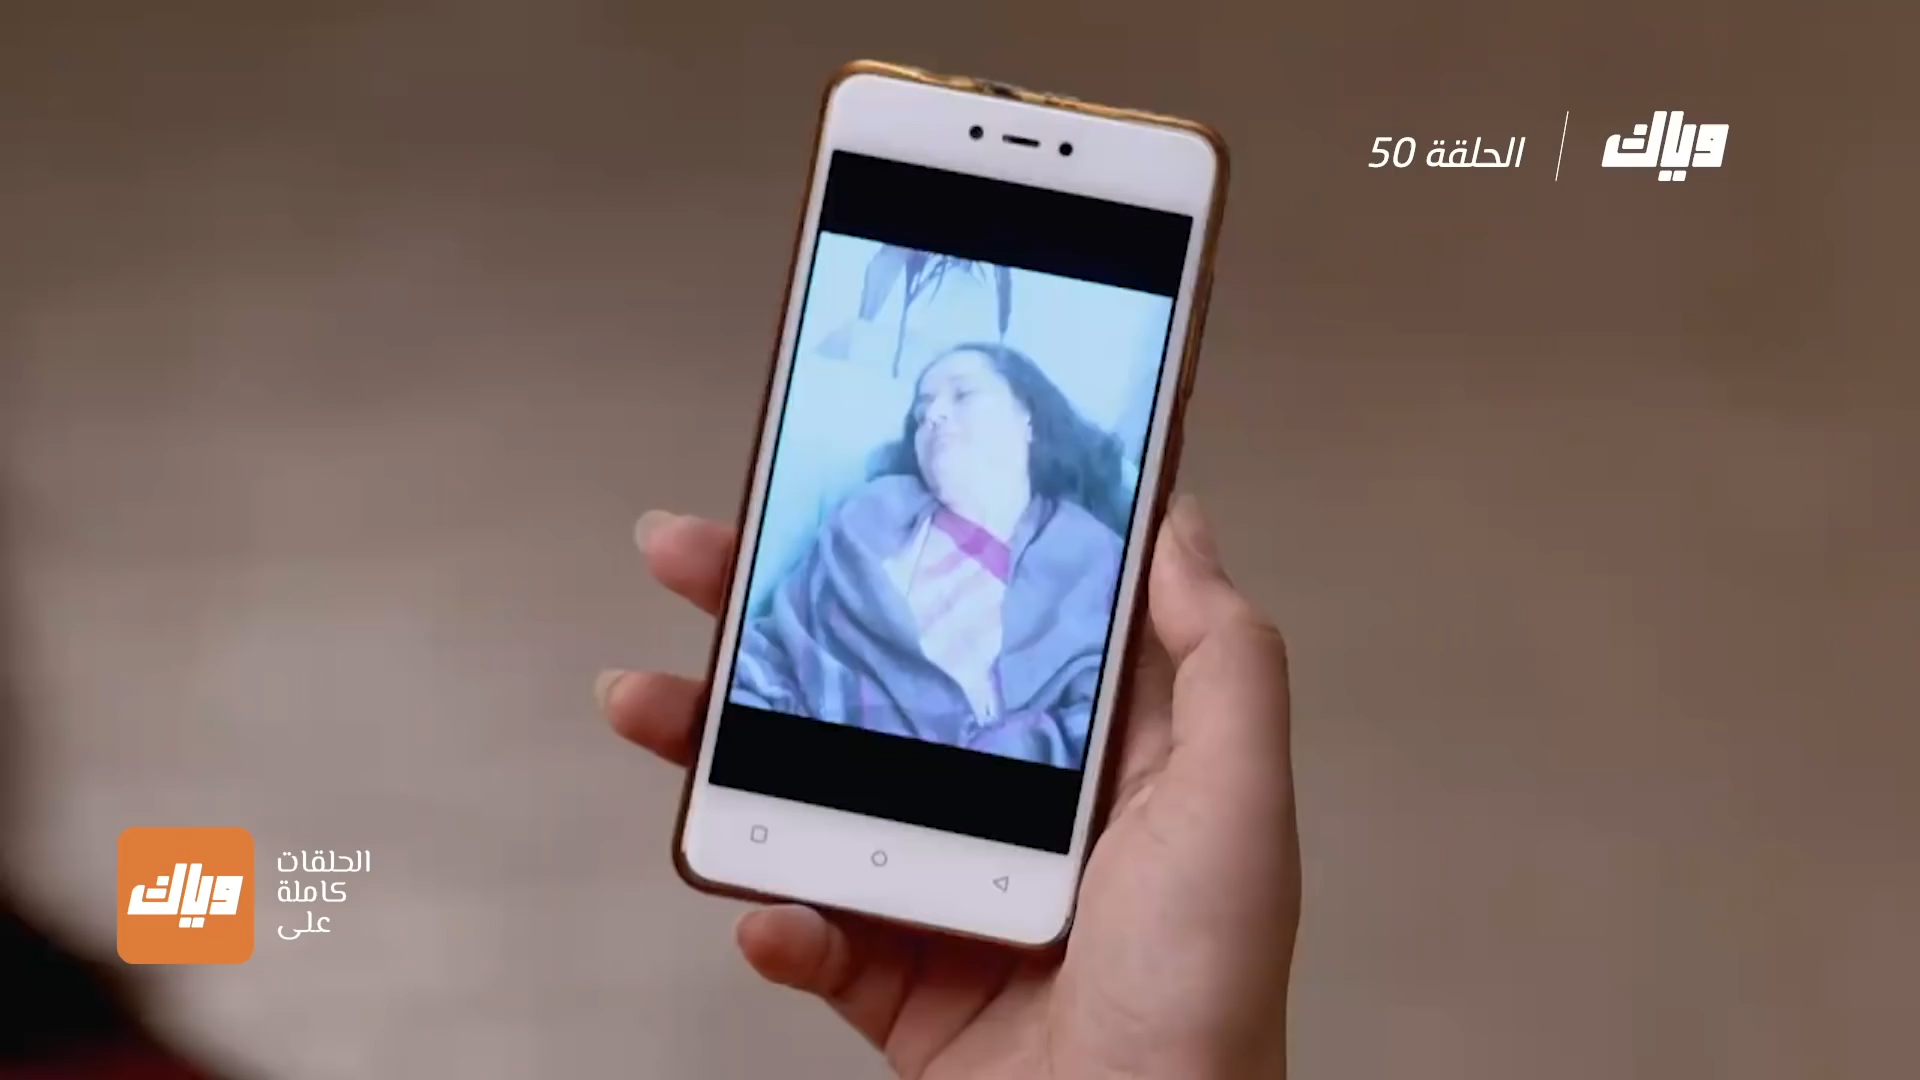 الحلقة 50
وياك
الحلقات
كاملة
على
وياك